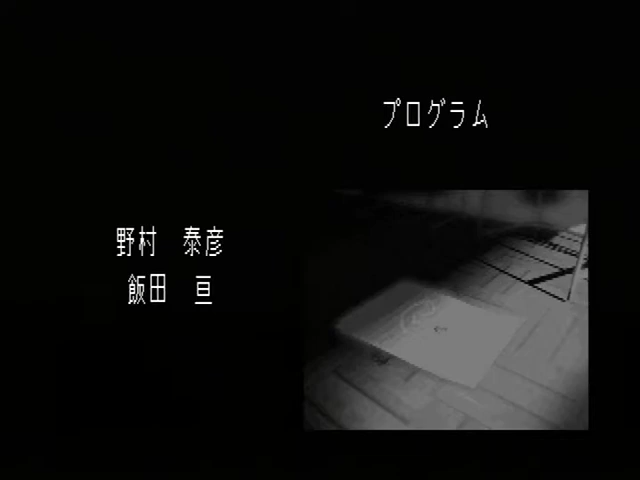 プログラム
野村　泰彦
飯田　亘